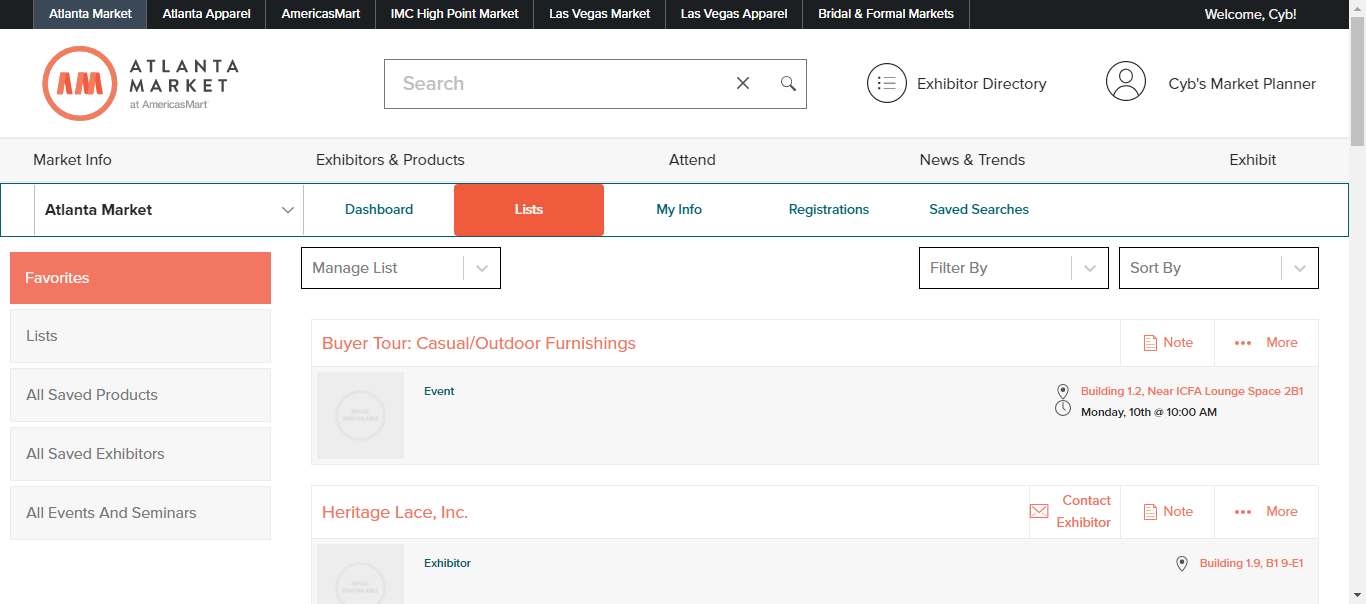 Atlanta Market
Atlanta Apparel
AmericasMart
IMC High Point Market
Las Vegas Market
Las Vegas Apparel
Bridal & Formal Markets
Welcome, Cyb!
AM
ATLANTA
MARKET
at AmericasMart
Search
Exhibitor Directory
Cyb's Market Planner
Market Info
Exhibitors & Products
Attend
News & Trends
Exhibit
Atlanta Market
Dashboard
Lists
My Info
Registrations
Saved Searches
Favorites
Lists
All Saved Products
All Saved Exhibitors
All Events And Seminars
Manage List
Filter By
Sort By
Buyer Tour: Casual/Outdoor Furnishings
Note
More
IMAGE
UNAVAILABLE
Event
Building 1.2, Near ICFA Lounge Space 2B1
Monday, 10th @ 10:00 AM
Heritage Lace, Inc.
Contact
Exhibitor
Note
More
IMAGE
UNAVAILABLE
Exhibitor
Building 1.9, B1 9-E1